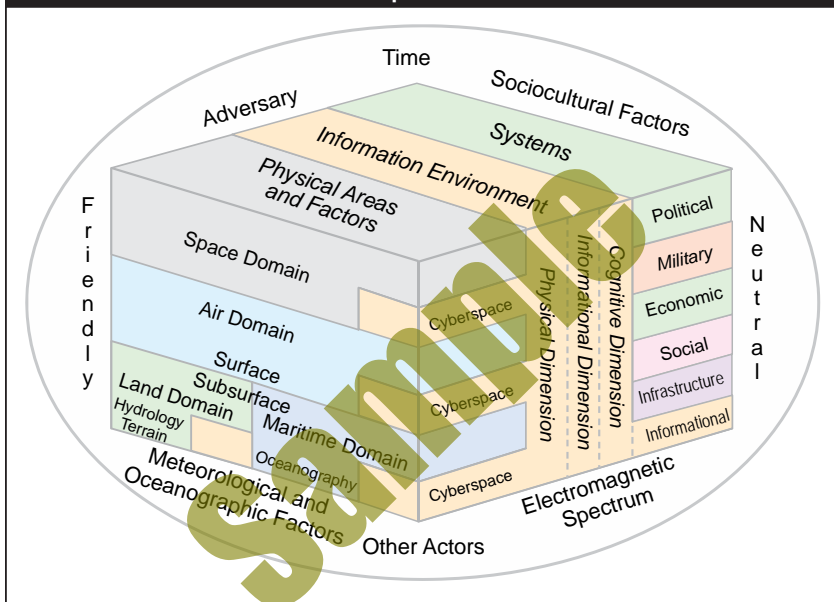 Time
Adversary
Sociocultural Factors
Systems
Information Environment
Physical Areas
and Factors
Friendly
Neutral
Space Domain
Air Domain
Surface
Subsurface
Land Domain
Hydrology
Terrain
Maritime Domain
Oceanography
Cyberspace
Cyberspace
Cyberspace
Physical Dimension
Informational Dimension
Cognitive Dimension
Political
Military
Economic
Social
Infrastructure
Informational
Meteorological and
Oceanographic Factors
Electromagnetic
Spectrum
Other Actors
Sample